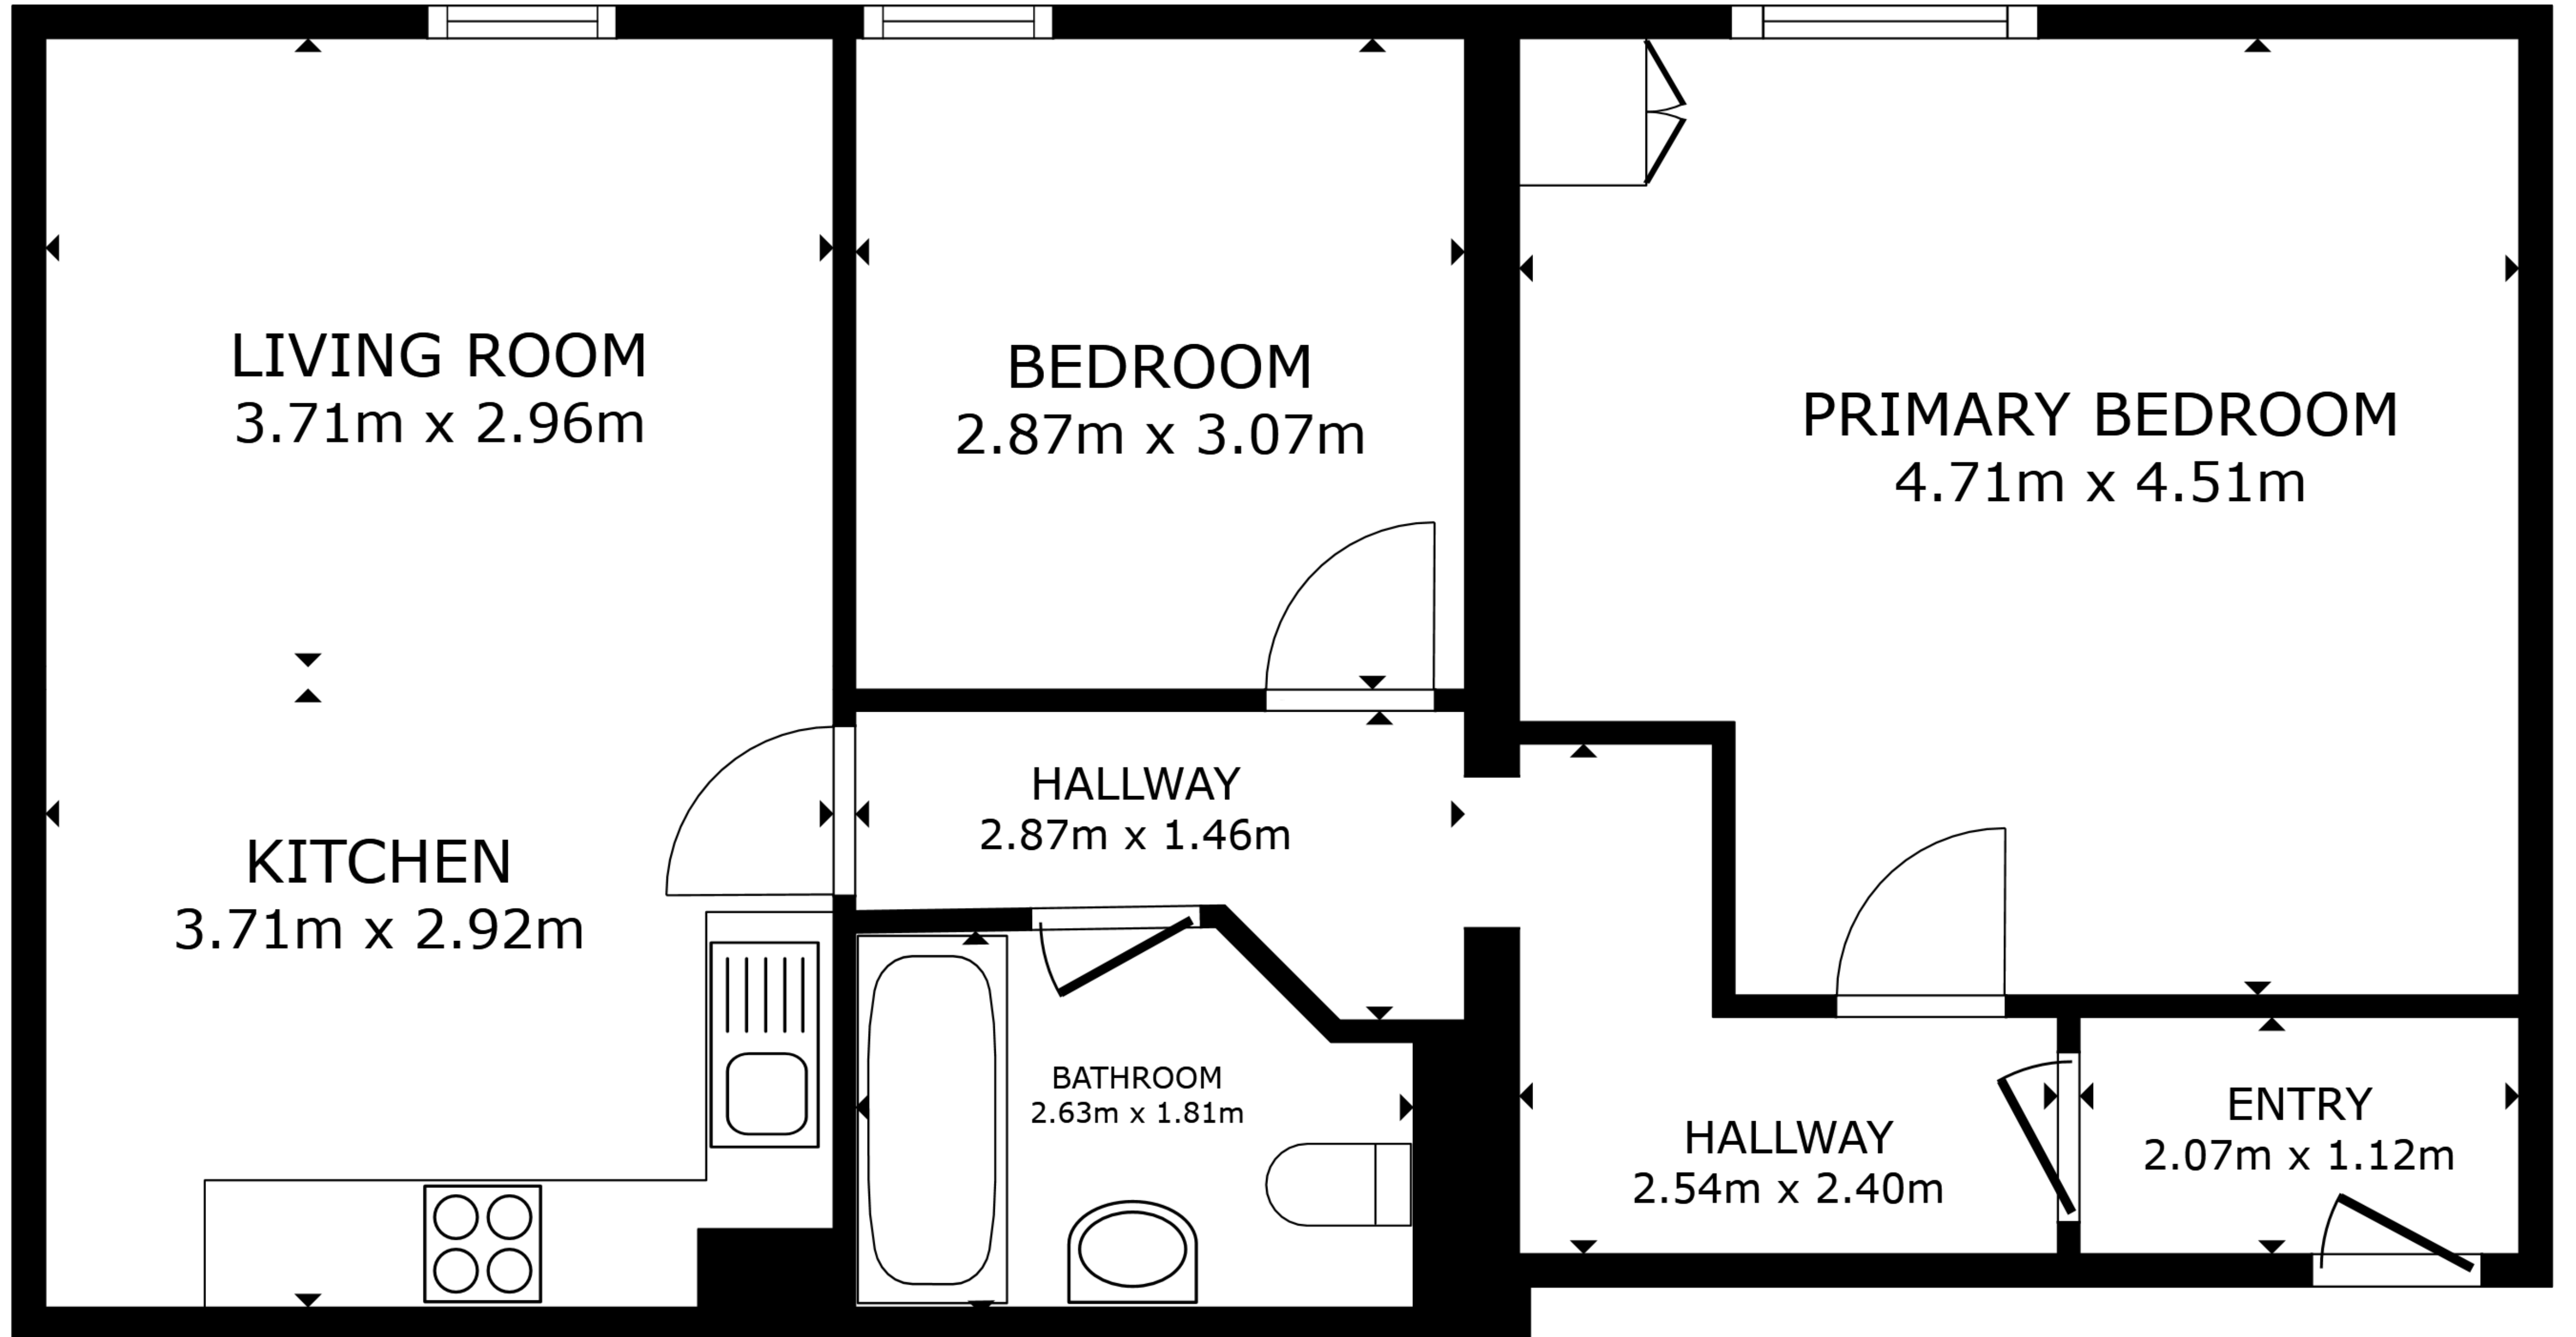 LIVING ROOM
3.71m x 2.96m
BEDROOM
2.87m x 3.07m
PRIMARY BEDROOM
4.71m x 4.51m
HALLWAY
2.87m x 1.46m
KITCHEN
3.71m x 2.92m
BATHROOM
2.63m x 1.81m
HALLWAY
2.54m x 2.40m
ENTRY
2.07m x 1.12m